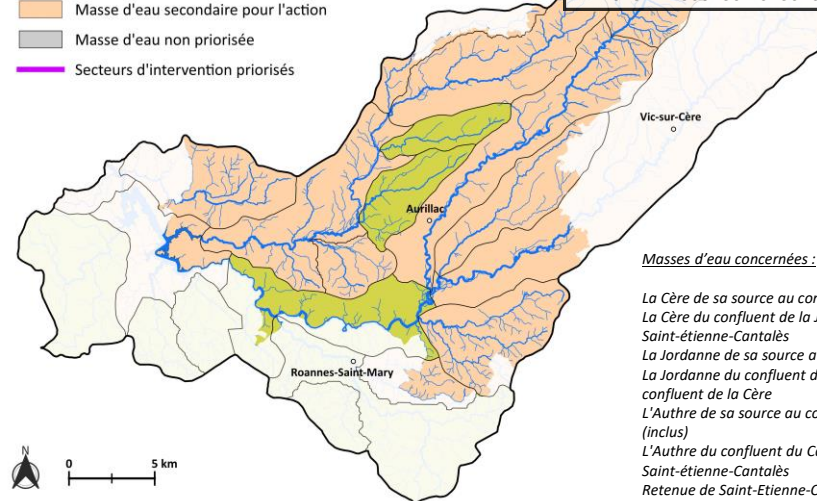 Masse d'eau secondaire pour l'action
Masse d'eau non priorisée
Secteurs d'intervention priorisés
Vic-sur-Cère
Aurillac
Masses d'eau concernées :
La Cère de sa source au con
La Cère du confluent de la J
Saint-étienne-Cantalès
La Jordanne de sa source a
La Jordanne du confluent d
confluent de la Cère
L'Authre de sa source au co
(inclus)
L'Authre du confluent du C
Saint-étienne-Cantalès
Retenue de Saint-Etienne-C
Roannes-Saint-Mary
N
0 5 km